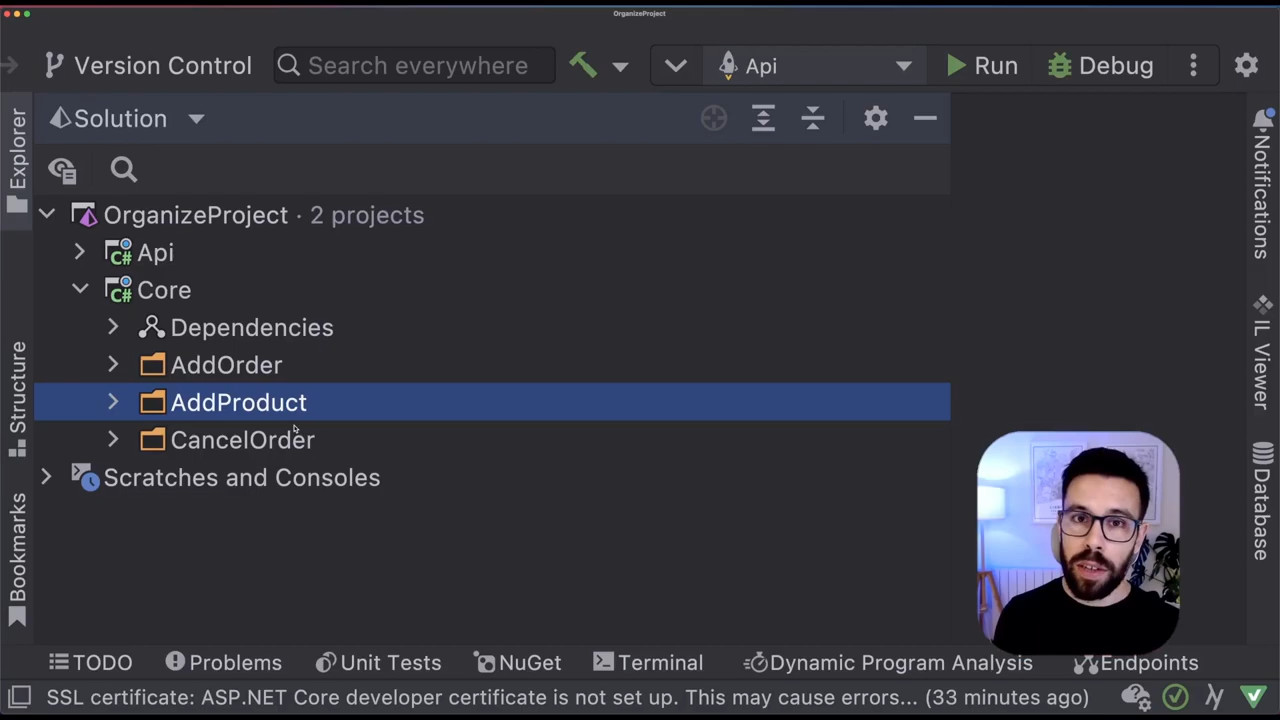 OrganizeProject
Version Control
Search everywhere
Api
Run
Debug
Explorer
Structure
Bookmarks
Solution
OrganizeProject · 2 projects
C# Api
C# Core
Dependencies
AddOrder
AddProduct
CancelOrder
Scratches and Consoles
Notifications
IL Viewer
Database
TODO
Problems
Unit Tests
NuGet
Terminal
Dynamic Program Analysis
Endpoints
SSL certificate: ASP.NET Core developer certificate is not set up. This may cause errors... (33 minutes ago)